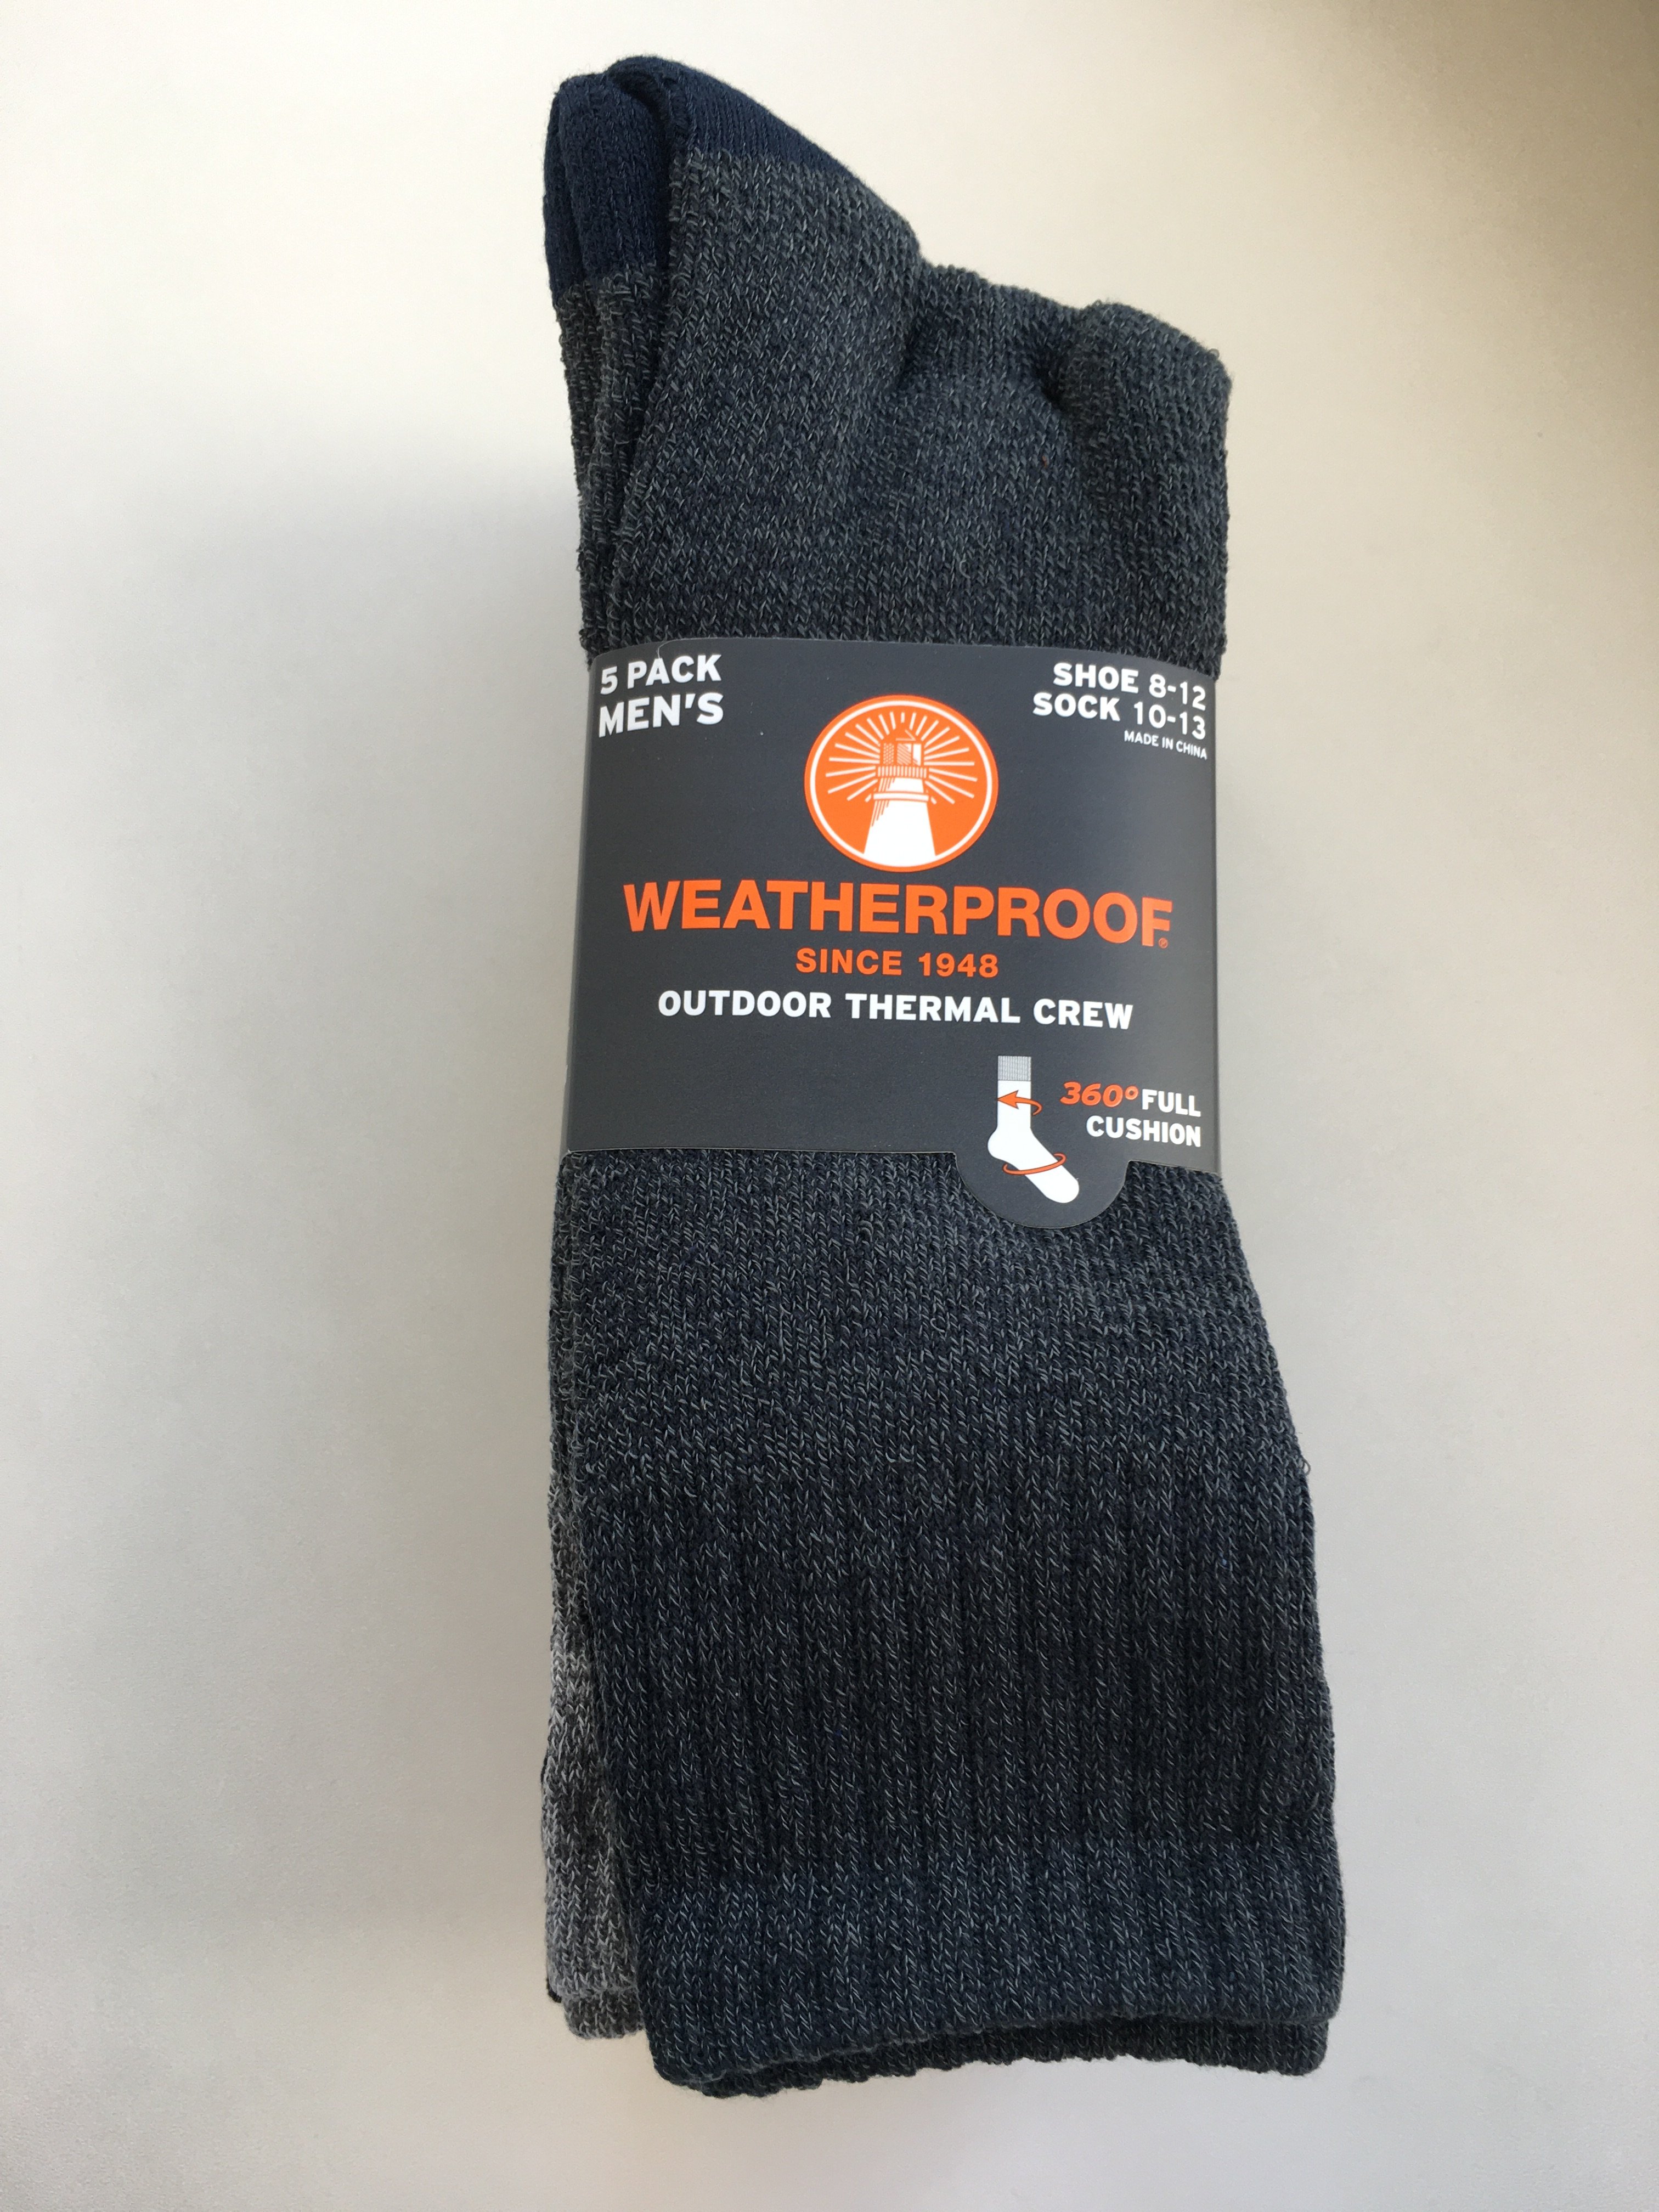 5 PACK
MEN'S
SHOE 8-12
SOCK 10-13
MADE IN CHINA
WEATHERPROOF®
SINCE 1948
OUTDOOR THERMAL CREW
360° FULL
CUSHION